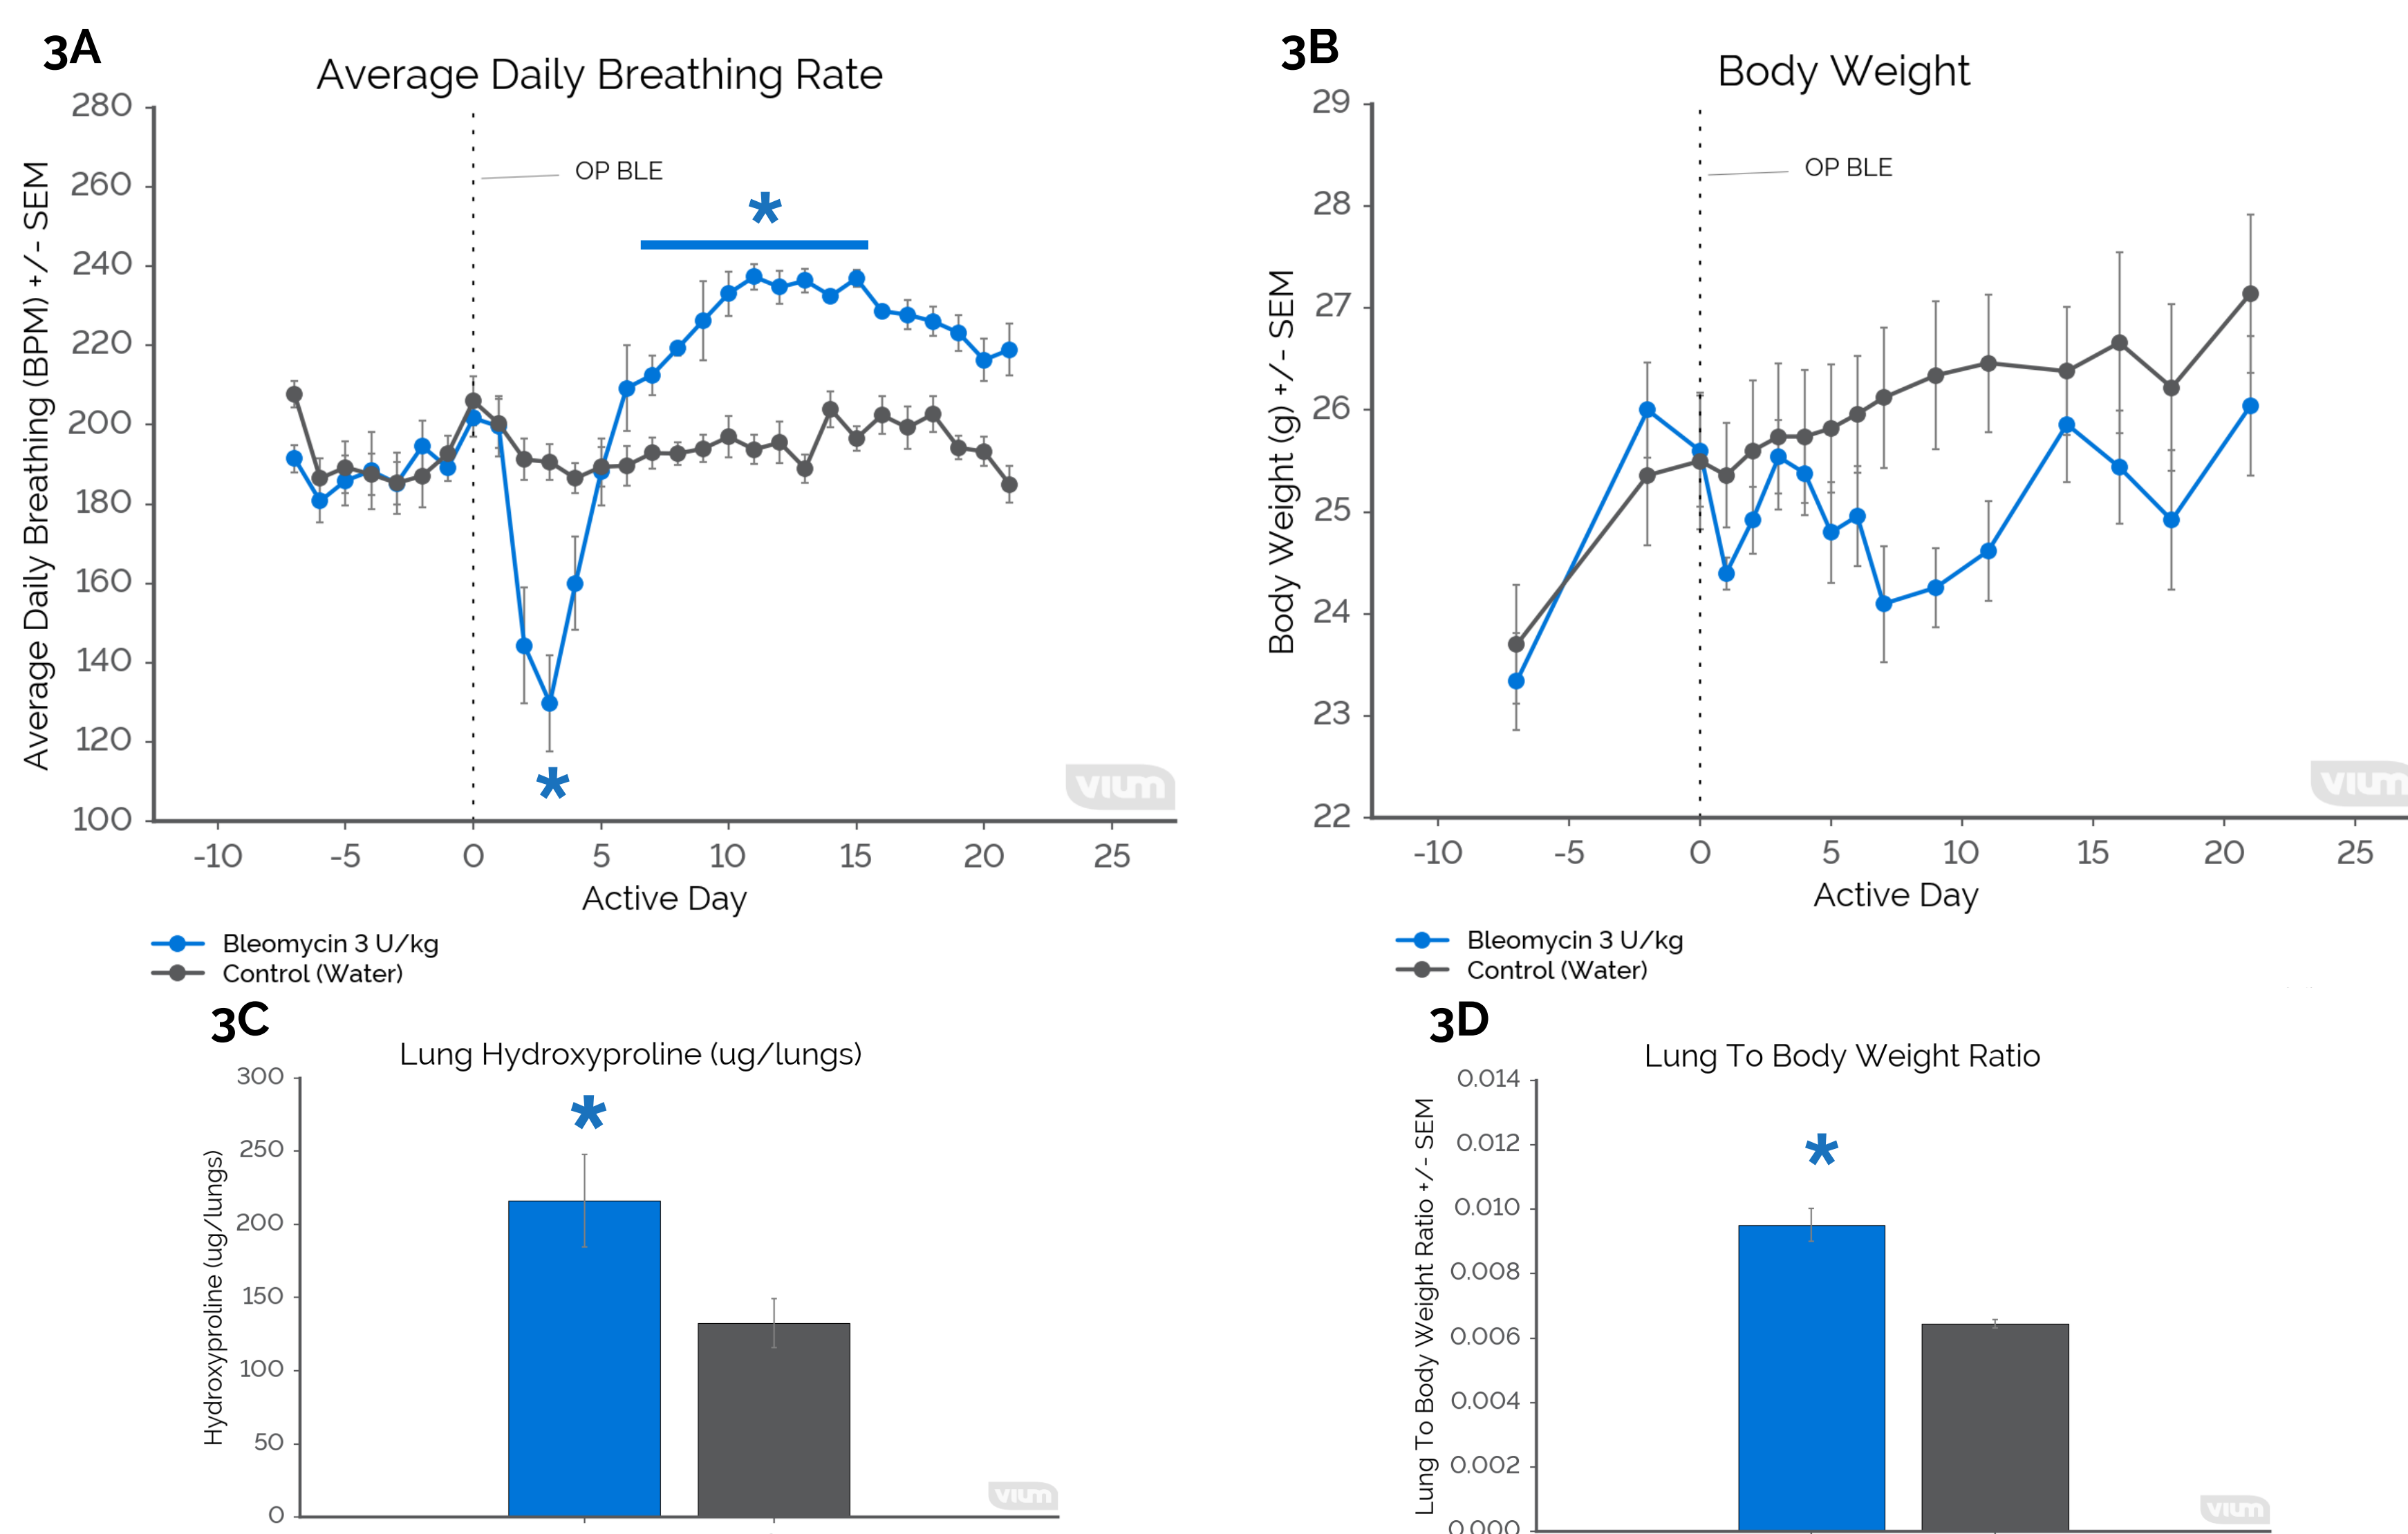 3A
Average Daily Breathing Rate
280
260
240
220
200
180
160
140
120
100
Average Daily Breathing (BPM) +/- SEM
OP BLE
*
*
vium
-10 -5 0 5 10 15 20 25
Active Day
Bleomycin 3 U/kg
Control (Water)
3B
Body Weight
29
28
27
26
25
24
23
22
Body Weight (g) +/- SEM
OP BLE
vium
-10 -5 0 5 10 15 20 25
Active Day
Bleomycin 3 U/kg
Control (Water)
3C
Lung Hydroxyproline (ug/lungs)
300
250
200
150
100
50
0
Hydroxyproline (ug/lungs)
*
vium
3D
Lung To Body Weight Ratio
0.014
0.012
0.010
0.008
0.006
0.004
0.002
0.000
Lung To Body Weight Ratio +/- SEM
*
vium